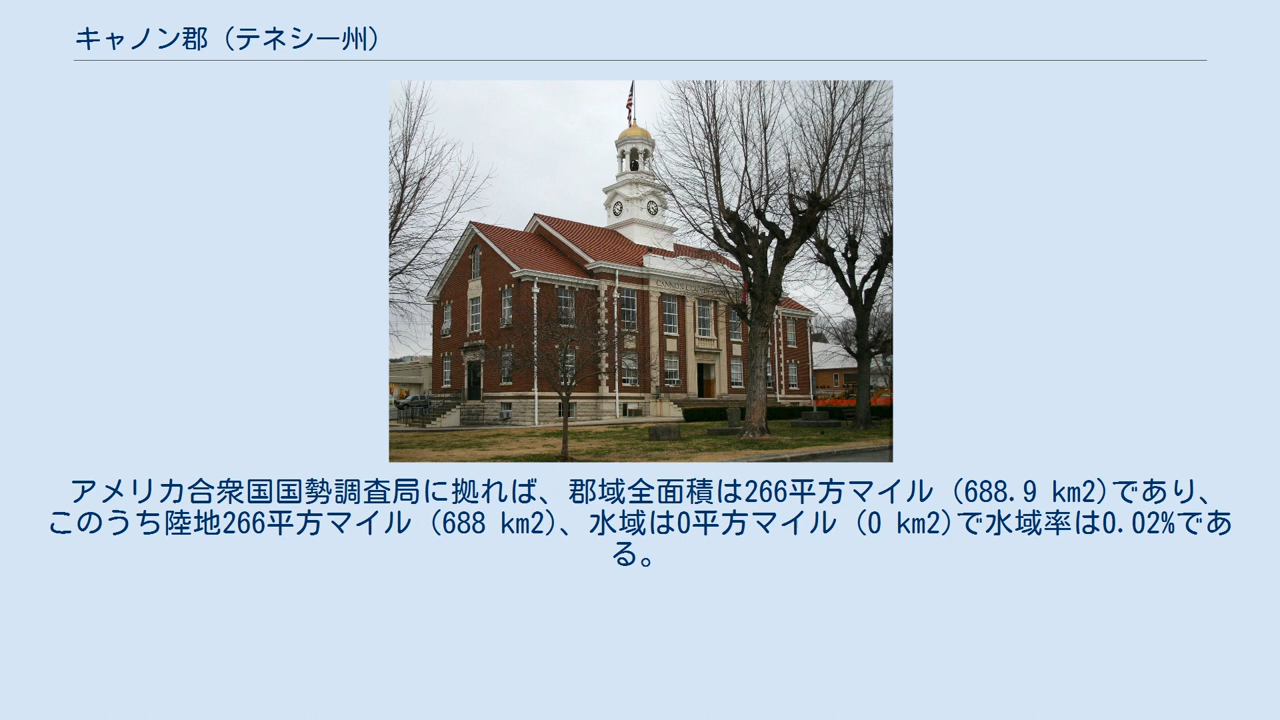 キャノン郡（テネシー州）
アメリカ合衆国国勢調査局に拠れば、郡域全面積は266平方マイル (688.9 km2)であり、
このうち陸地266平方マイル (688 km2)、水域は0平方マイル (0 km2)で水域率は0.02%であ
る。